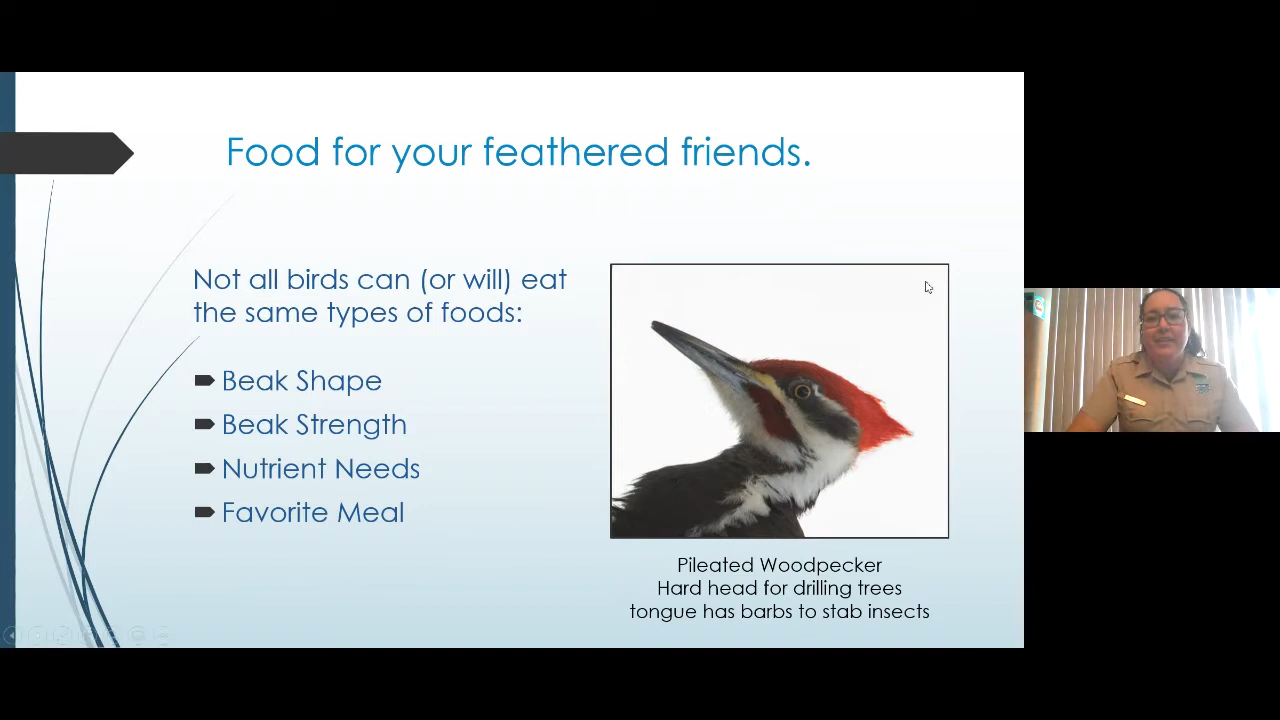 Food for your feathered friends.
Not all birds can (or will) eat
the same types of foods:
Beak Shape
Beak Strength
Nutrient Needs
Favorite Meal
Pileated Woodpecker
Hard head for drilling trees
tongue has barbs to stab insects